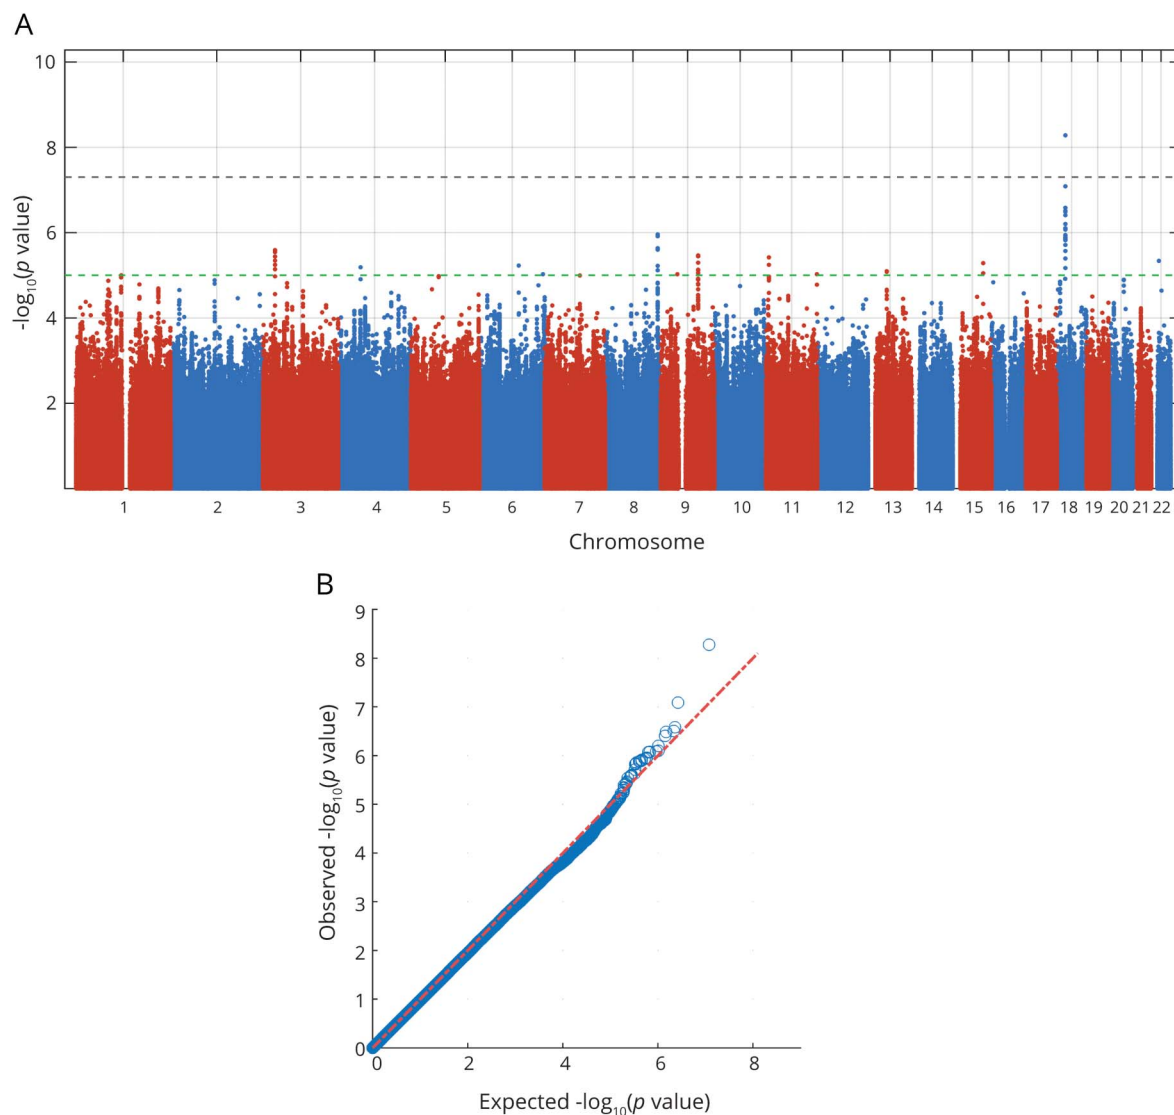 A
10
8
6
4
2
-log10(p value)
1 2 3 4 5 6 7 8 9 10 11 12 13 14 15 16 17 18 19 20 21 22
Chromosome
B
9
8
7
6
5
4
3
2
1
0
Observed -log10(p value)
0 2 4 6 8
Expected -log10(p value)